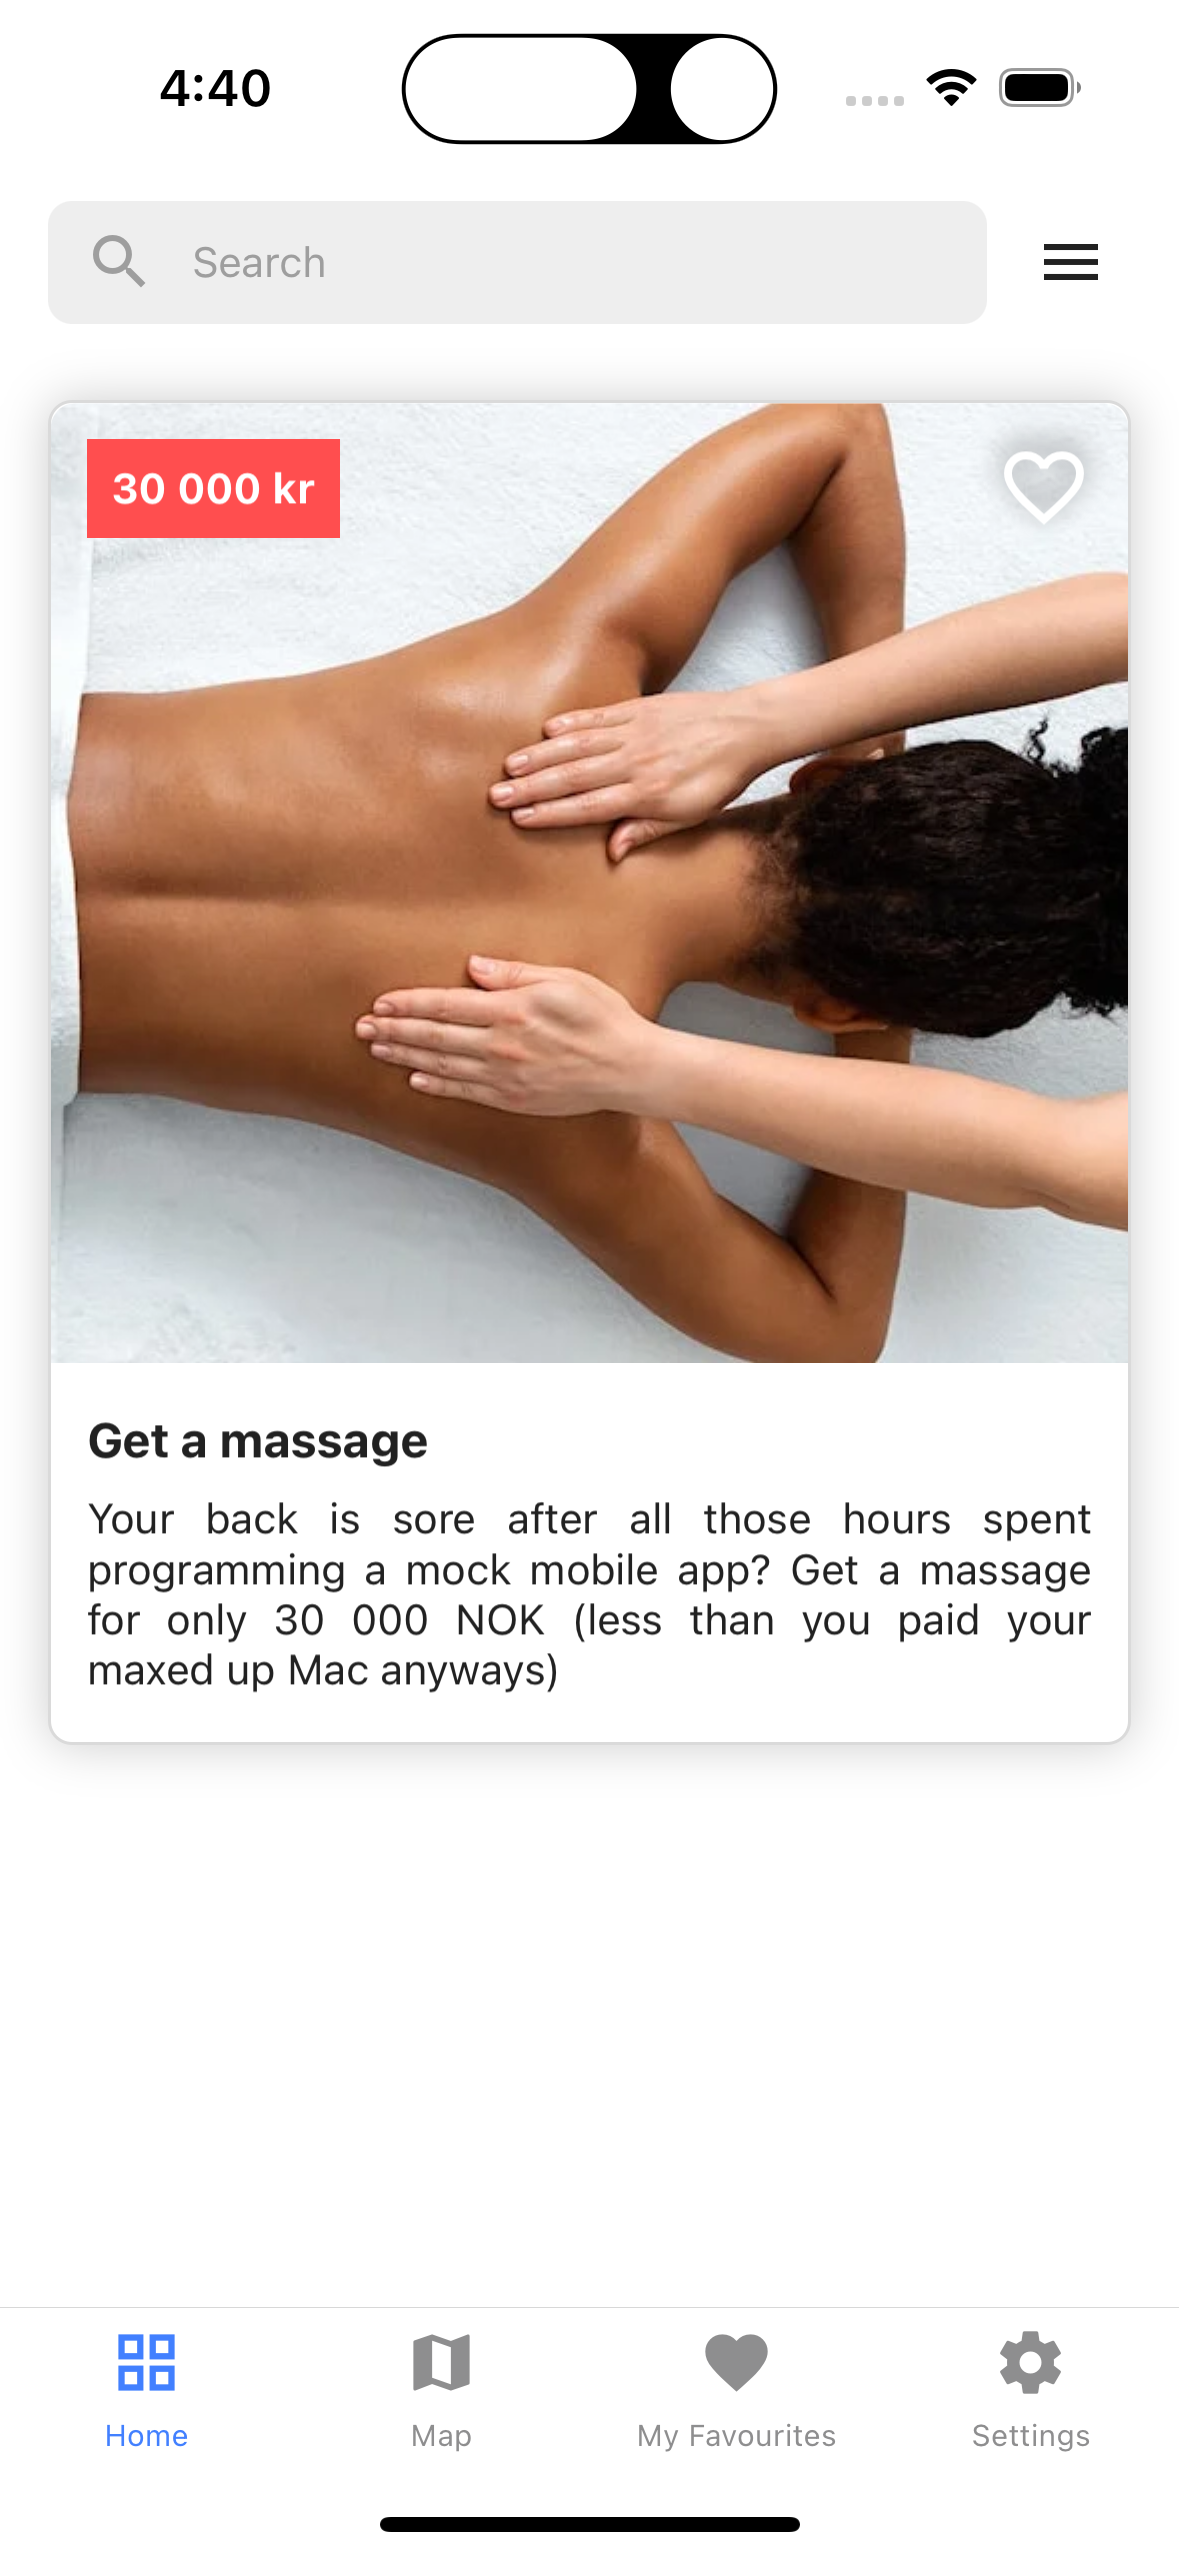 4:40
Search
30 000 kr
Get a massage
Your back is sore after all those hours spent
programming a mock mobile app? Get a massage
for only 30 000 NOK (less than you paid your
maxed up Mac anyways)
Home
Map
My Favourites
Settings